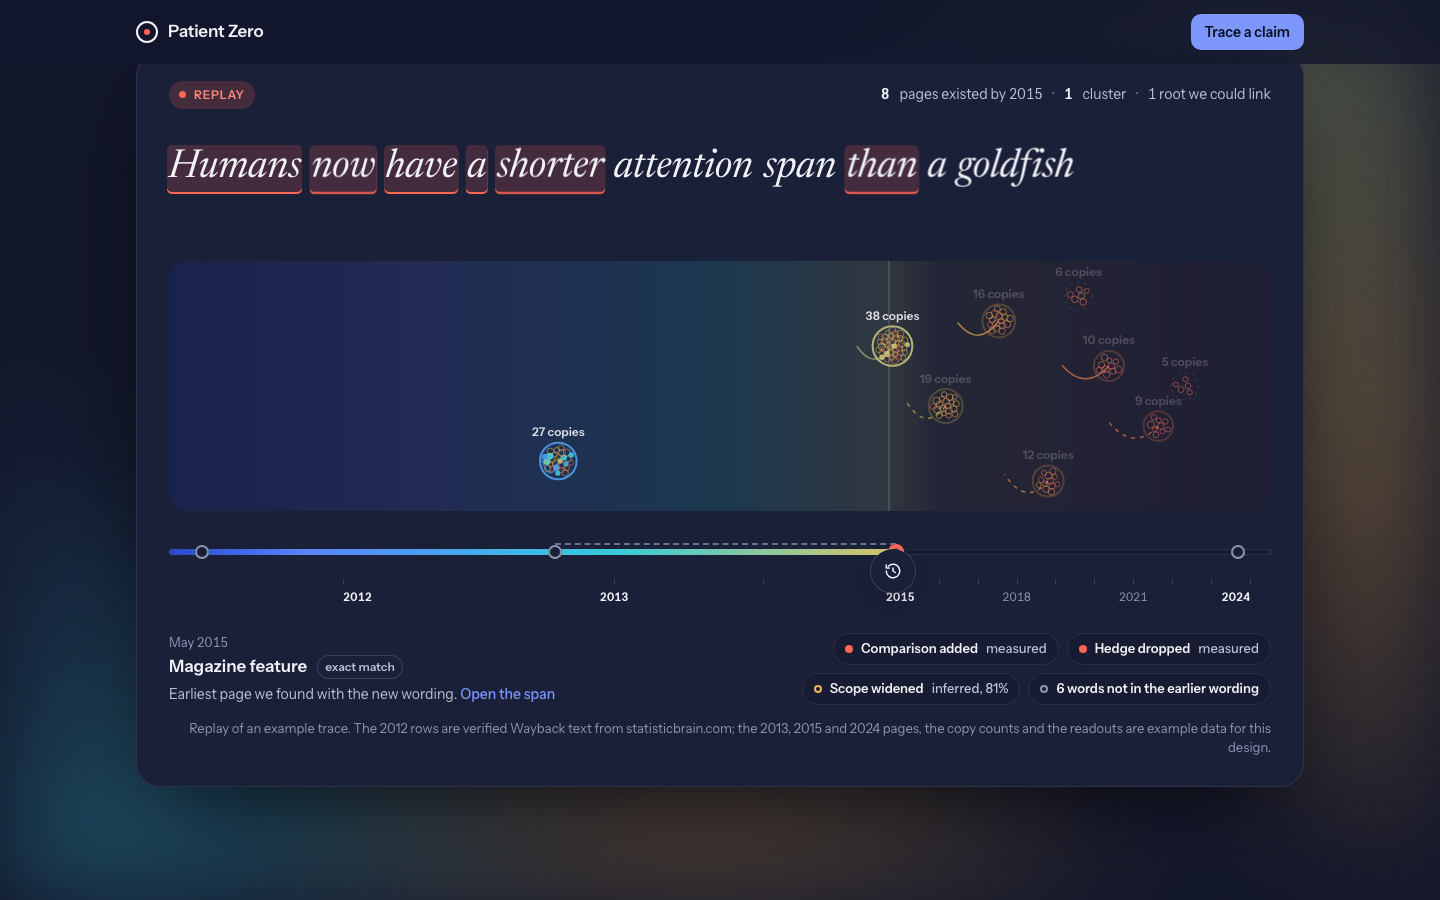 Patient Zero
Trace a claim
REPLAY
8 pages existed by 2015 · 1 cluster · 1 root we could link
Humans now have a shorter attention span than a goldfish
6 copies
16 copies
38 copies
10 copies
5 copies
19 copies
9 copies
27 copies
12 copies
2012 2013 2015 2018 2021 2024
May 2015
Magazine feature exact match
Earliest page we found with the new wording. Open the span
Comparison added measured
Hedge dropped measured
Scope widened inferred, 81%
6 words not in the earlier wording
Replay of an example trace. The 2012 rows are verified Wayback text from statisticbrain.com; the 2013, 2015 and 2024 pages, the copy counts and the readouts are example data for this
design.